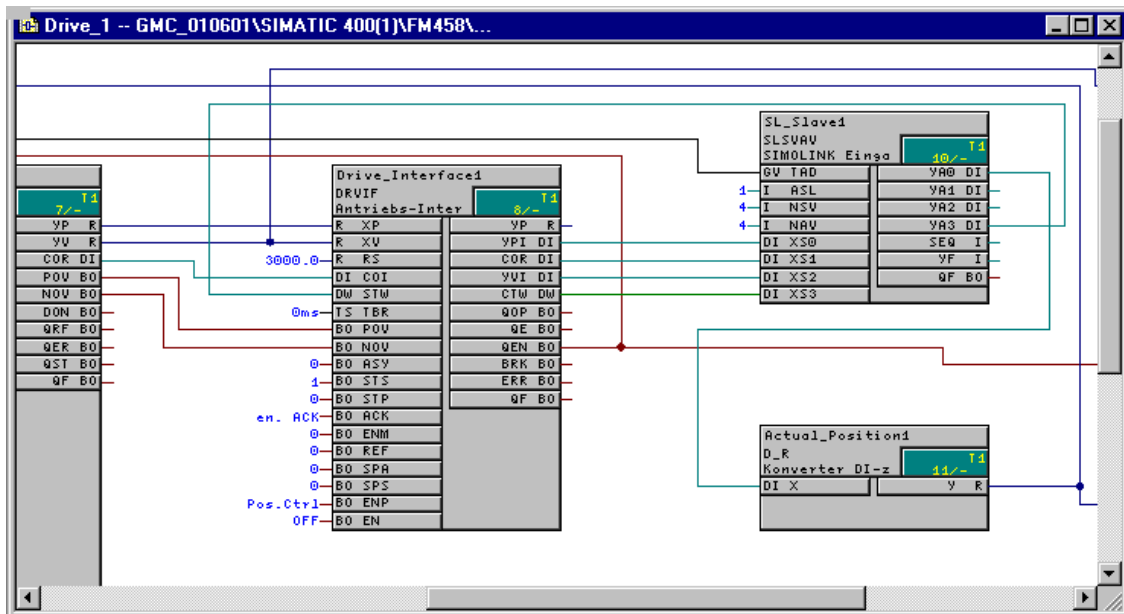 Drive_1 -- GMC_010601\SIMATIC 400(1)\FM458\...
T1
7/-
YP R
YV R
COR DI
POV BO
NOV BO
DON BO
QRF BO
QER BO
QST BO
QF BO
Drive_Interface1
DRVIF
Antriebs-Inter
T1
8/-
R XP
YP R
R XV
YPI DI
3000.0
R RS
COR DI
DI COI
YVI DI
DW STW
CTW DW
0ms
TS TBR
QOP BO
BO POV
QE BO
BO NOV
QEN BO
0
BO ASY
BRK BO
1
BO STS
ERR BO
0
BO STP
QF BO
en. ACK
BO ACK
0
BO ENM
0
BO REF
0
BO SPA
0
BO SPS
Pos.Ctrl
BO ENP
OFF
BO EN
SL_Slave1
SLSVAV
SIMOLINK Einga
T1
10/-
GV TAD
YA0 DI
1
I ASL
YA1 DI
4
I NSV
YA2 DI
4
I NAV
YA3 DI
DI XS0
SEQ I
DI XS1
YF I
DI XS2
QF BO
DI XS3
Actual_Position1
D_R
Konverter DI-z
T1
11/-
DI X
Y R